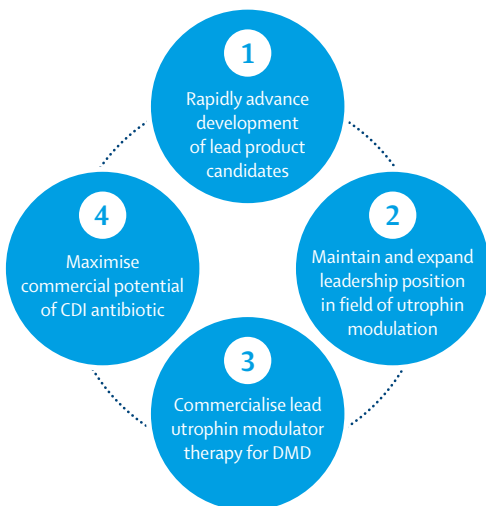 1
Rapidly advance
development
of lead product
candidates
2
Maintain and expand
leadership position
in field of utrophin
modulation
3
Commercialise lead
utrophin modulator
therapy for DMD
4
Maximise
commercial potential
of CDI antibiotic